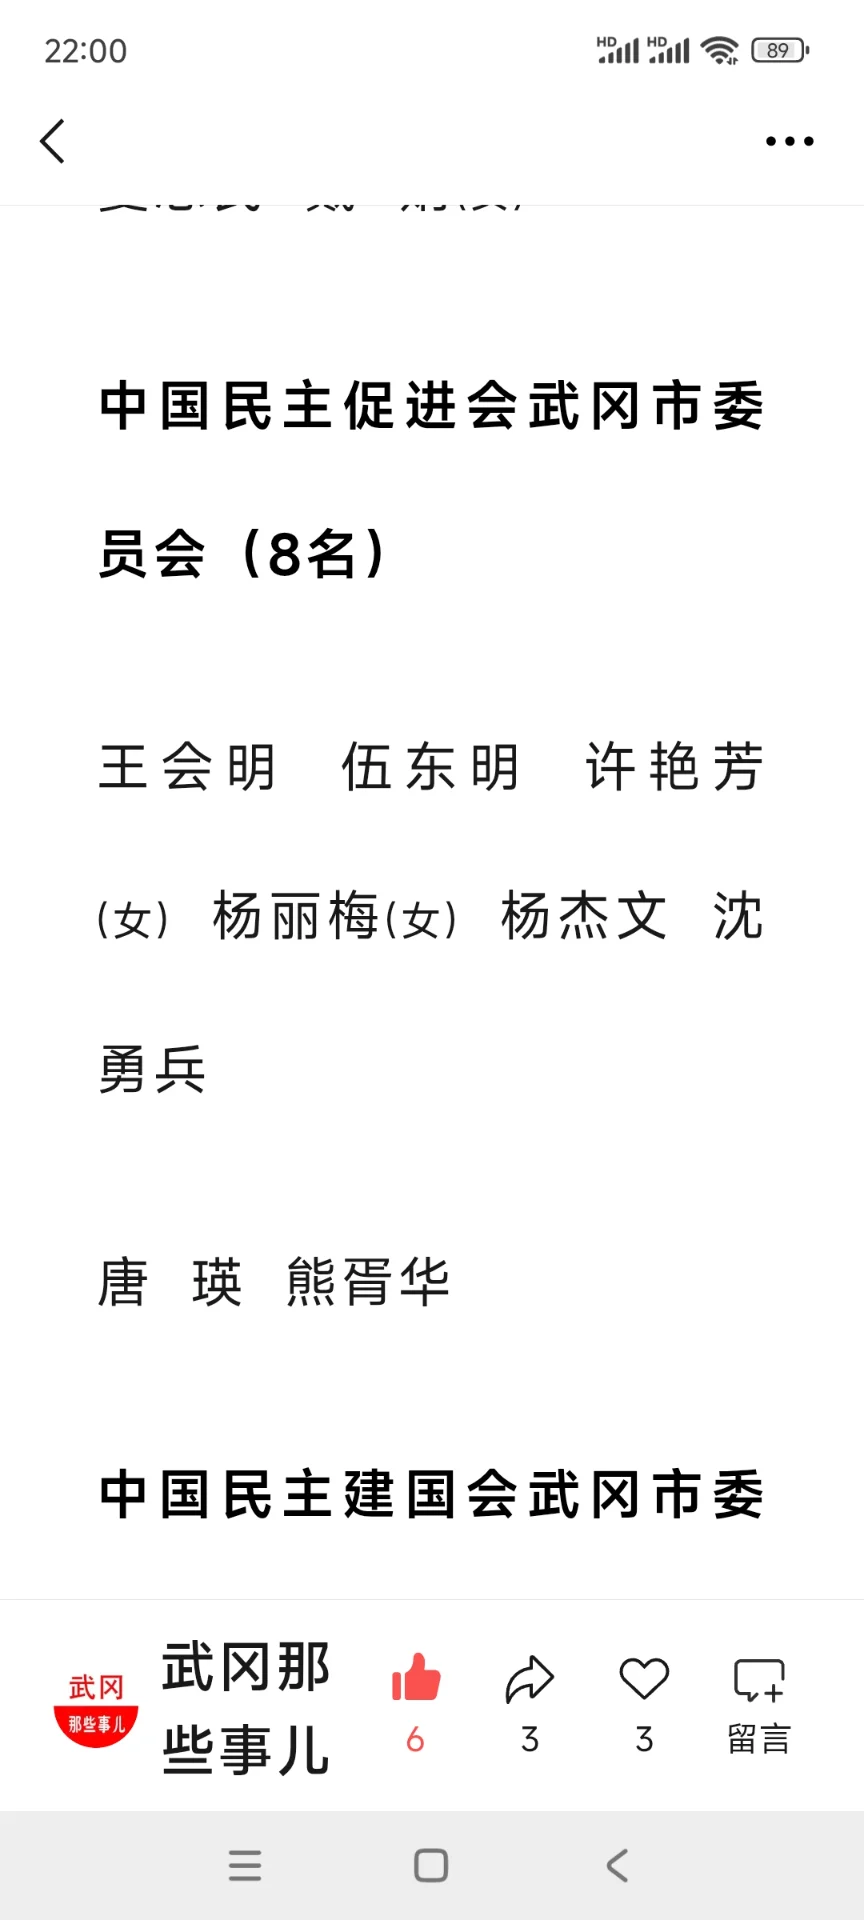 22:00
HD HD 89
中国民主促进会武冈市委
员会（8名）
王会明 伍东明 许艳芳
(女) 杨丽梅(女) 杨杰文 沈
勇兵
唐 瑛 熊胥华
中国民主建国会武冈市委
武冈
那些事儿
武冈那
些事儿
6
3
3
留言